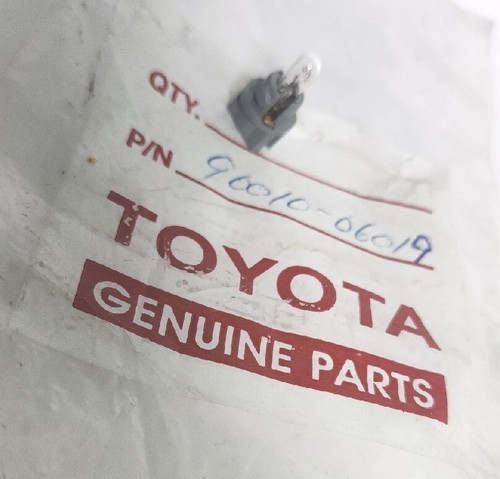 QTY.
P/N 90010-06019
TOYOTA
GENUINE PARTS